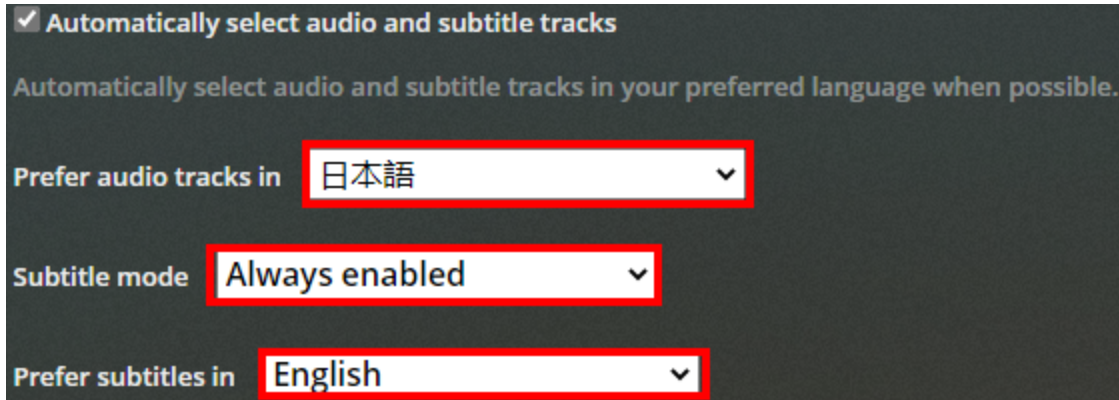 Automatically select audio and subtitle tracks
Automatically select audio and subtitle tracks in your preferred language when possible.
Prefer audio tracks in 日本語
Subtitle mode Always enabled
Prefer subtitles in English